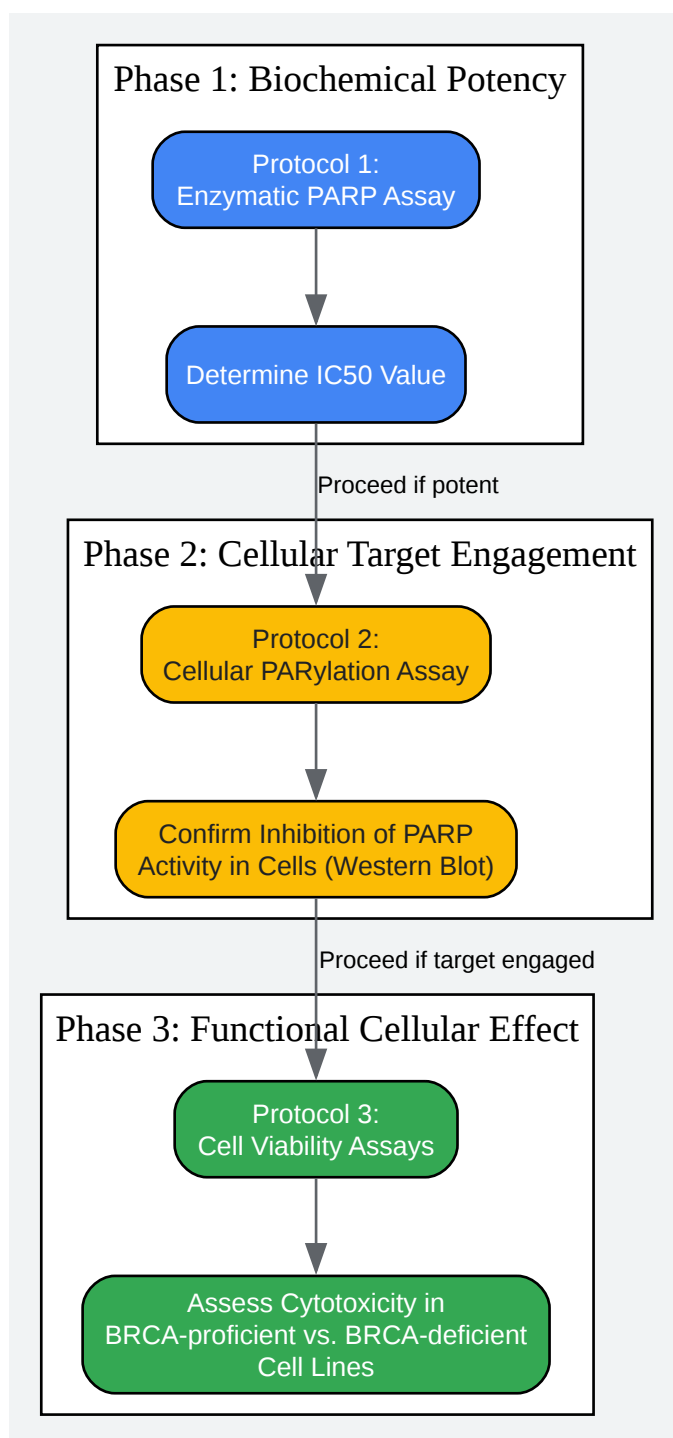 Phase 1: Biochemical Potency
Protocol 1:
Enzymatic PARP Assay
Determine IC50 Value
Proceed if potent
Phase 2: Cellular Target Engagement
Protocol 2:
Cellular PARylation Assay
Confirm Inhibition of PARP
Activity in Cells (Western Blot)
Proceed if target engaged
Phase 3: Functional Cellular Effect
Protocol 3:
Cell Viability Assays
Assess Cytotoxicity in
BRCA-proficient vs. BRCA-deficient
Cell Lines